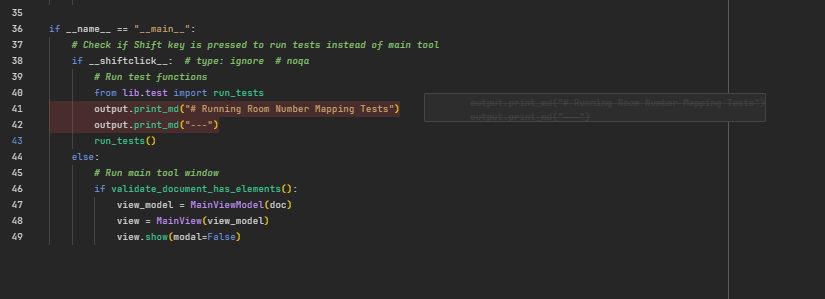 35
36 if __name__ == "__main__":
37 # Check if Shift key is pressed to run tests instead of main tool
38 if __shiftclick__:  # type: ignore  # noqa
39 # Run test functions
40 from lib.test import run_tests
41 output.print_md("# Running Room Number Mapping Tests") output.print_md("# Running Room Number Mapping Tests")
42 output.print_md("---") output.print_md("---")
43 run_tests()
44 else:
45 # Run main tool window
46 if validate_document_has_elements():
47 view_model = MainViewModel(doc)
48 view = MainView(view_model)
49 view.show(modal=False)